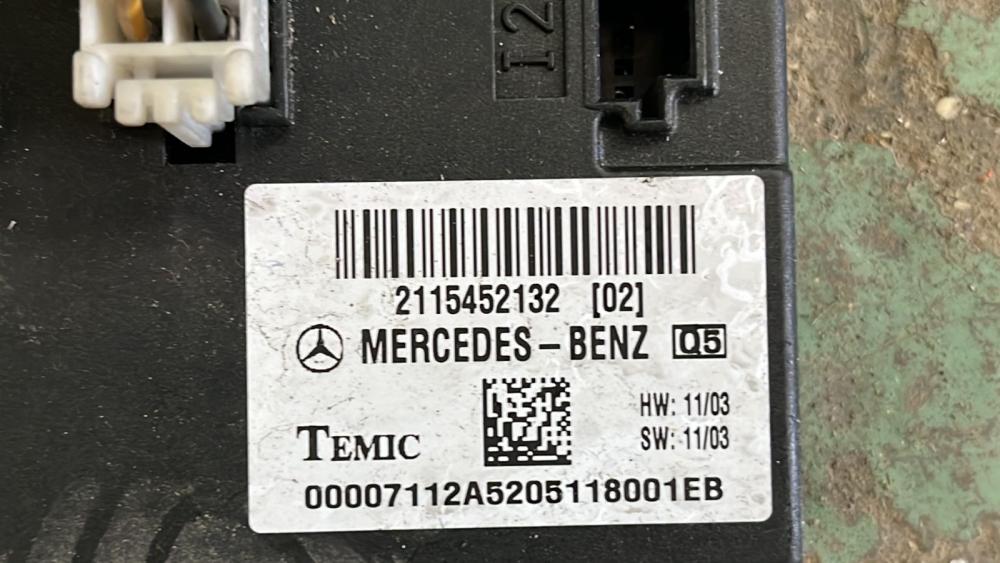 I2
2115452132 [02]
MERCEDES-BENZ Q5
HW: 11/03
TEMIC
SW: 11/03
00007112A5205118001EB